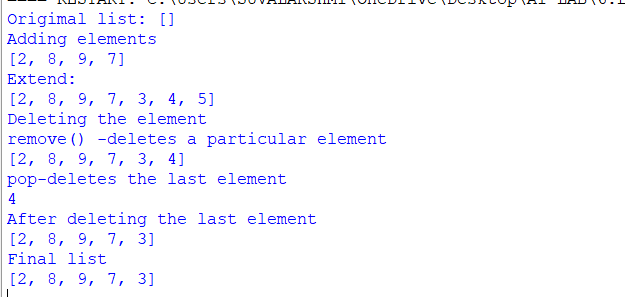 Origimal list: []
Adding elements
[2, 8, 9, 7]
Extend:
[2, 8, 9, 7, 3, 4, 5]
Deleting the element
remove() -deletes a particular element
[2, 8, 9, 7, 3, 4]
pop-deletes the last element
4
After deleting the last element
[2, 8, 9, 7, 3]
Final list
[2, 8, 9, 7, 3]